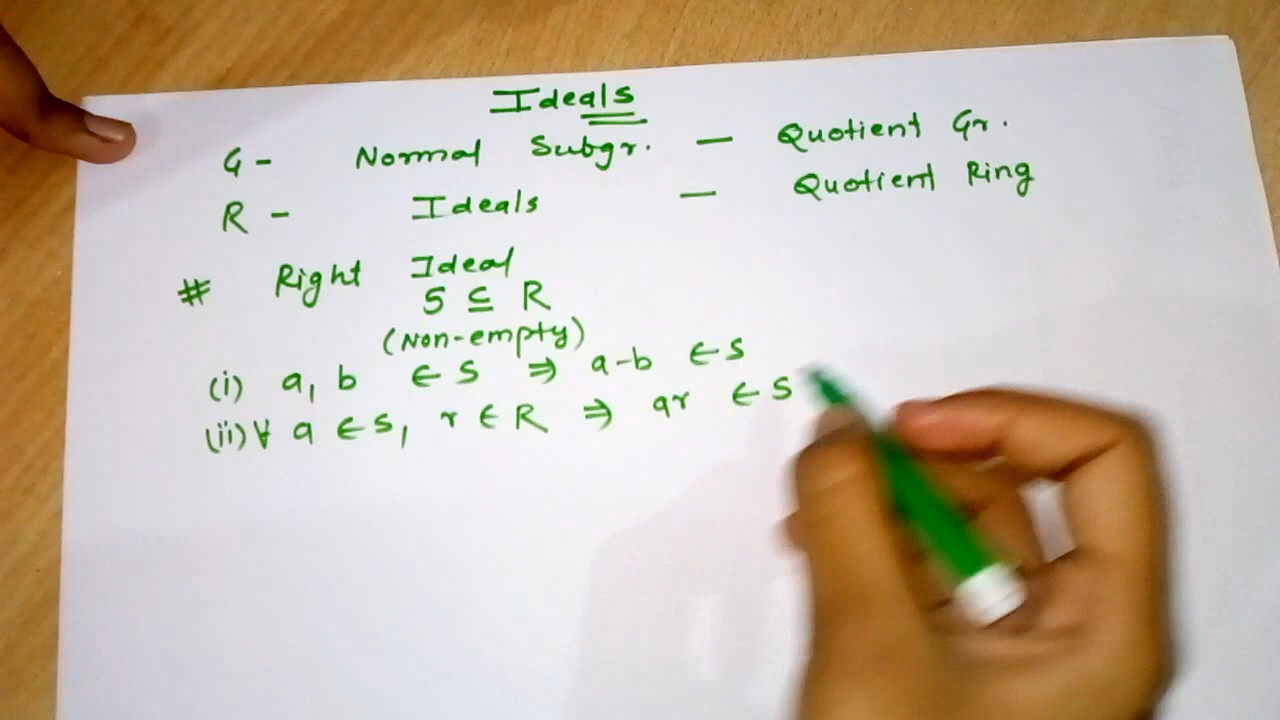 Ideals
G - Normal Subgr. — Quotient Gr.
R - Ideals — Quotient Ring
# Right Ideal
S ⊆ R
(Non-empty)
(i) a, b ∈ S ⇒ a-b ∈ S
(ii) ∀ a ∈ S, r ∈ R ⇒ ar ∈ S